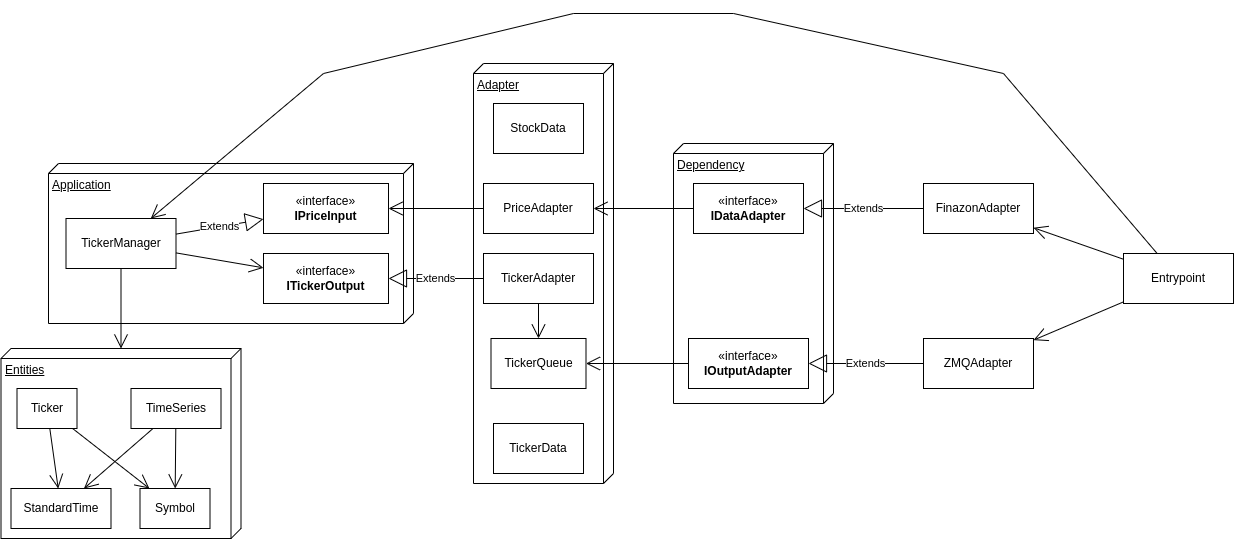 Adapter
StockData
Application
«interface»
IPriceInput
TickerManager
Extends
«interface»
ITickerOutput
Extends
PriceAdapter
TickerAdapter
TickerQueue
TickerData
Dependency
«interface»
IDataAdapter
Extends
FinazonAdapter
Entrypoint
«interface»
IOutputAdapter
Extends
ZMQAdapter
Entities
Ticker
TimeSeries
StandardTime
Symbol